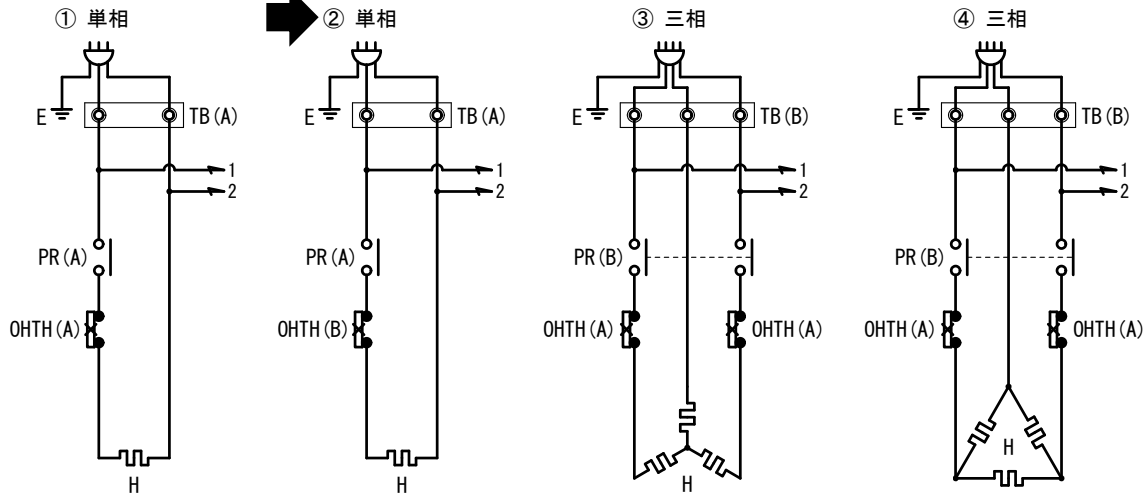 ① 単相
E
TB(A)
1
2
PR(A)
OHTH(A)
H
② 単相
E
TB(A)
1
2
PR(A)
OHTH(B)
H
③ 三相
E
TB(B)
1
2
PR(B)
OHTH(A)
OHTH(A)
H
④ 三相
E
TB(B)
1
2
PR(B)
OHTH(A)
OHTH(A)
H